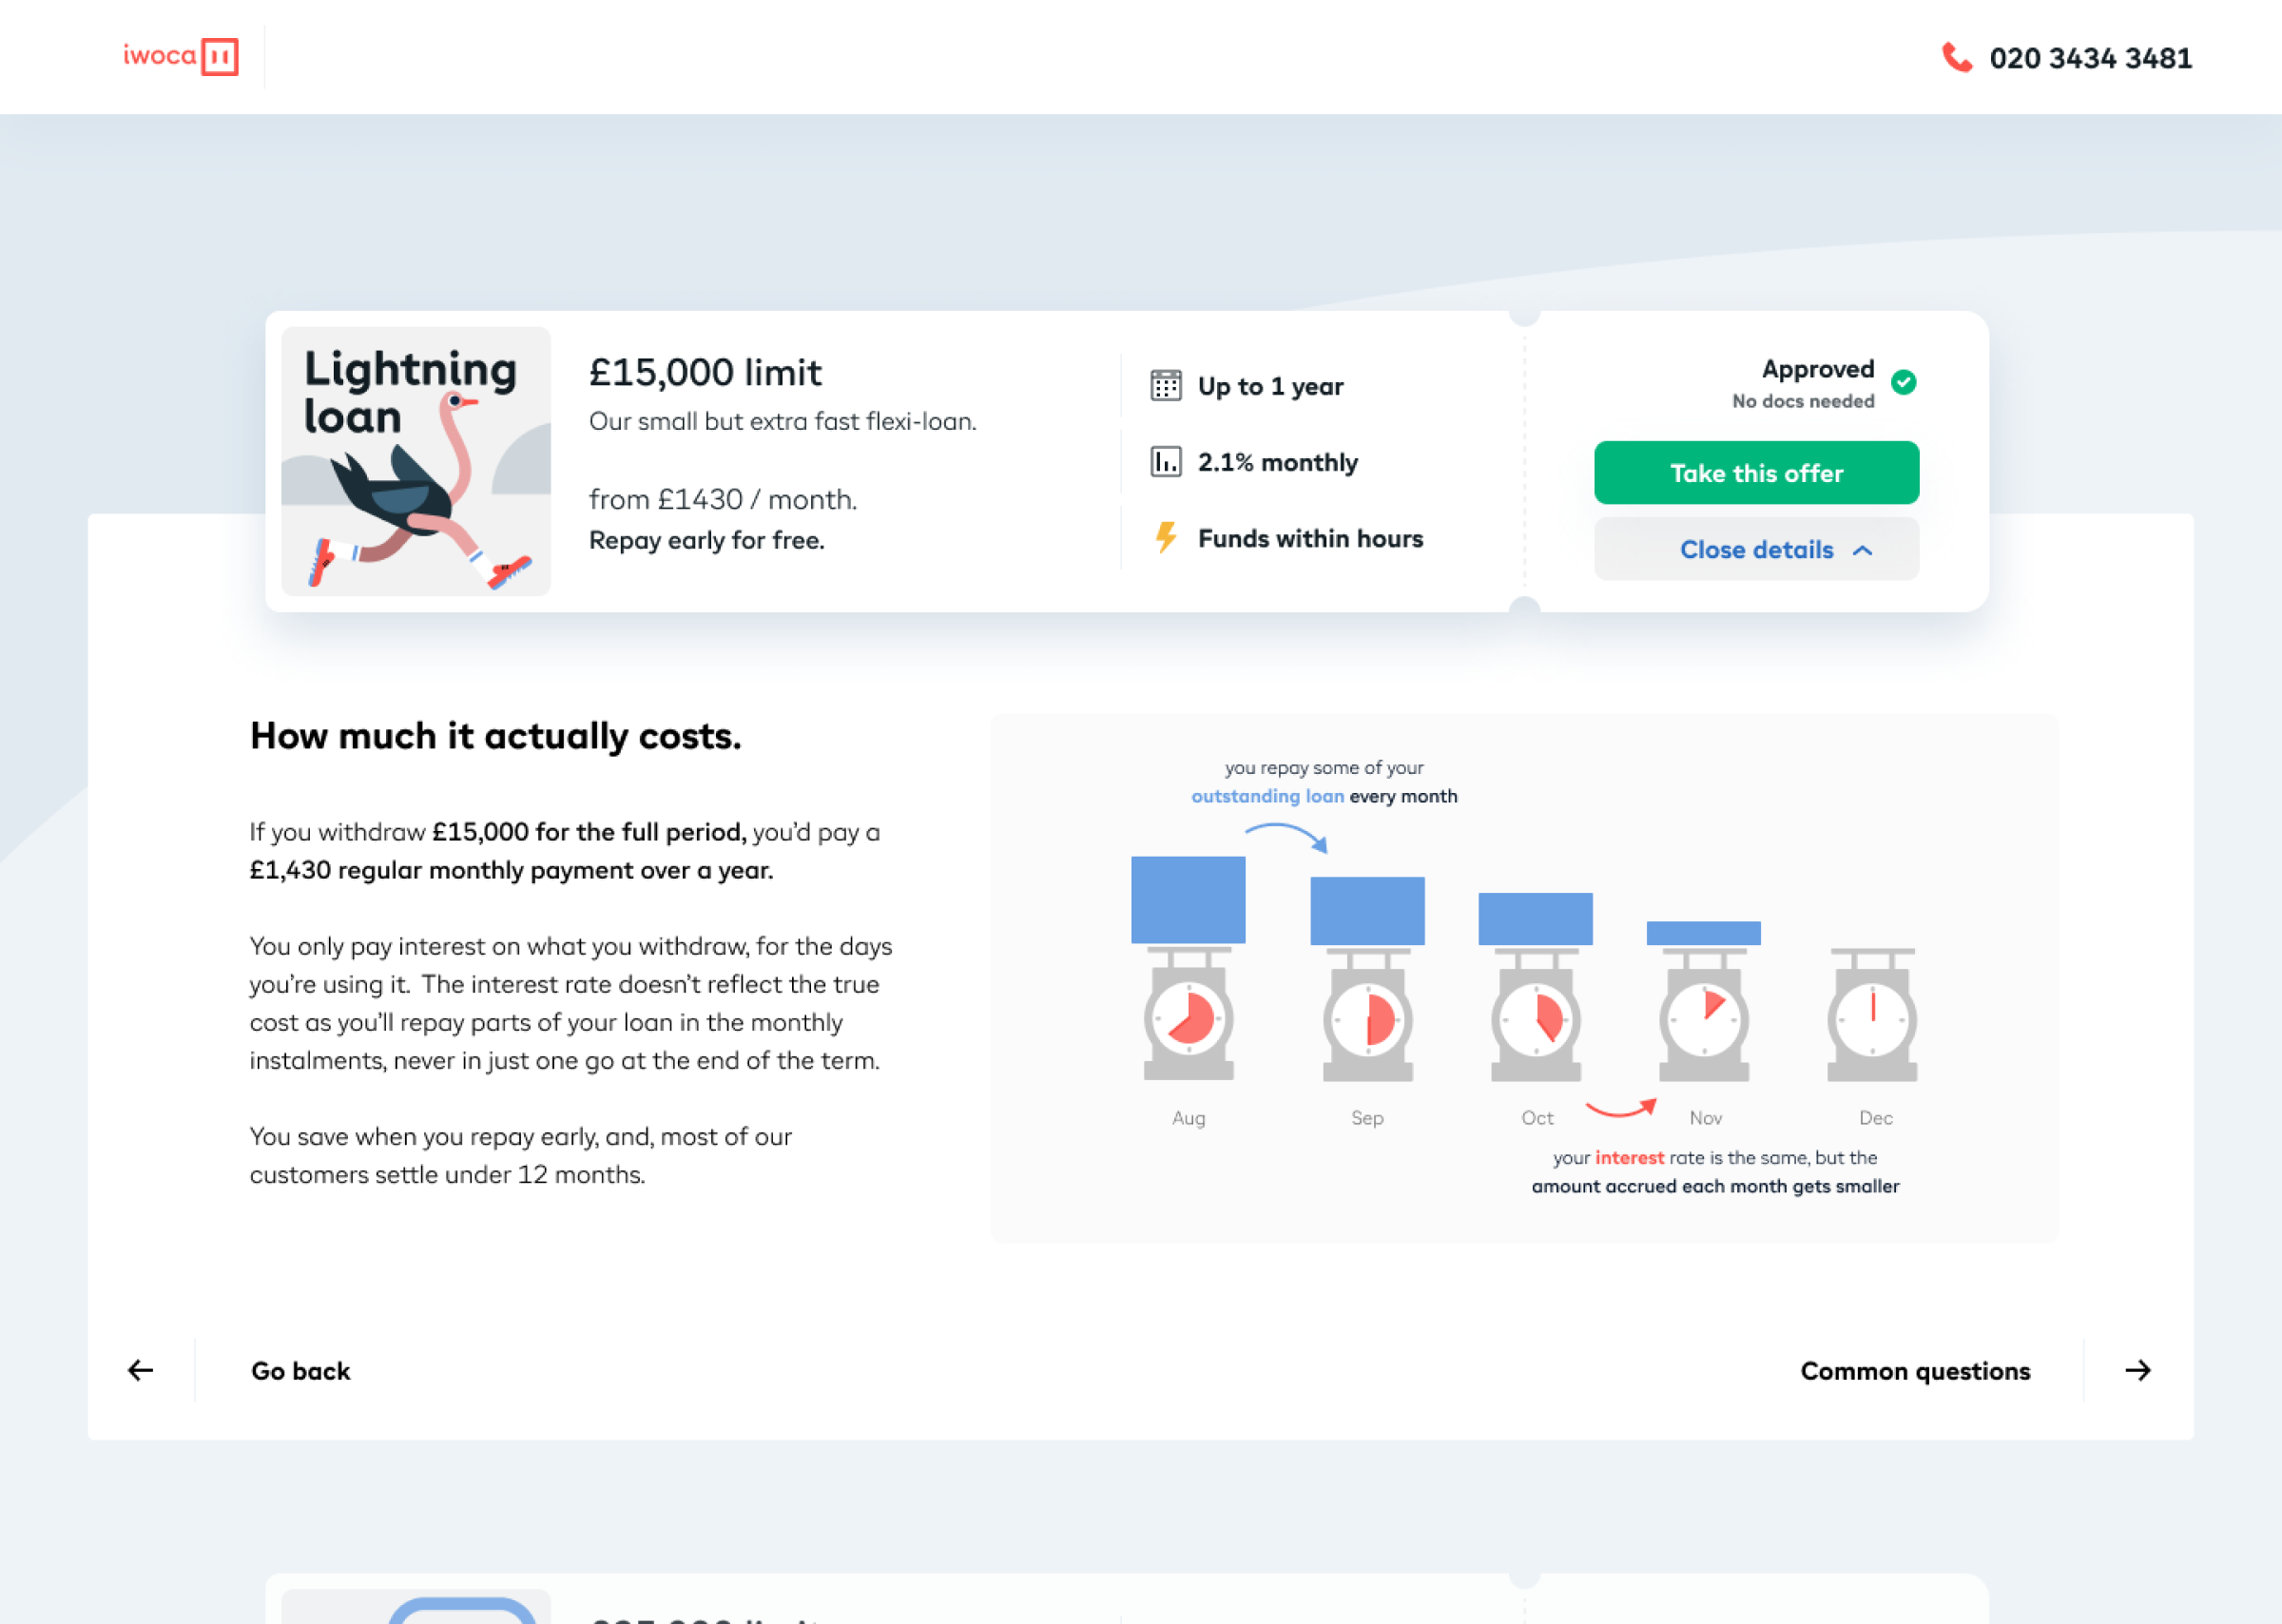 iwoca
020 3434 3481
Lightning
loan
£15,000 limit
Our small but extra fast flexi-loan.
from £1430 / month.
Repay early for free.
Up to 1 year
2.1% monthly
Funds within hours
Approved
No docs needed
Take this offer
Close details
How much it actually costs.
If you withdraw £15,000 for the full period, you’d pay a
£1,430 regular monthly payment over a year.
You only pay interest on what you withdraw, for the days
you’re using it. The interest rate doesn’t reflect the true
cost as you’ll repay parts of your loan in the monthly
instalments, never in just one go at the end of the term.
You save when you repay early, and, most of our
customers settle under 12 months.
you repay some of your
outstanding loan every month
Aug
Sep
Oct
Nov
Dec
your interest rate is the same, but the
amount accrued each month gets smaller
Go back
Common questions